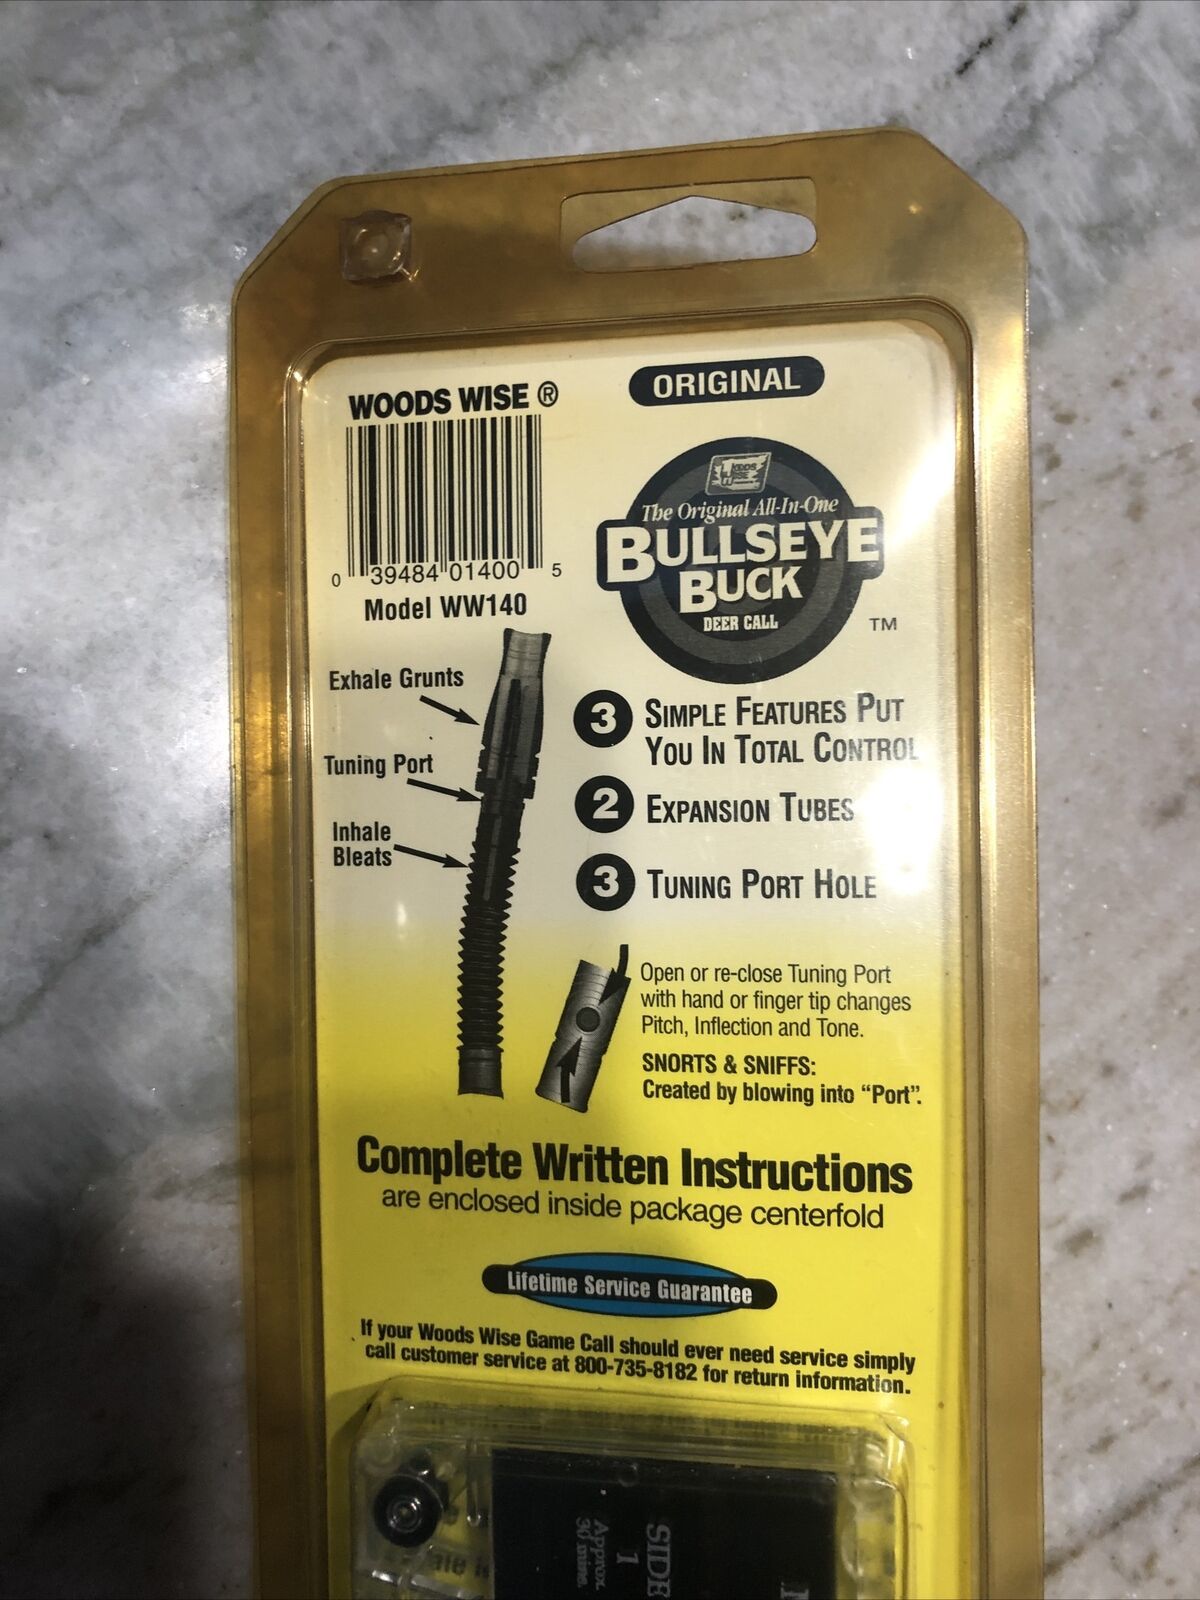 WOODS WISE ®
0 39484 01400 5
Model WW140
ORIGINAL
WOODS
WISE
The Original All-In-One
BULLSEYE
BUCK
DEER CALL
TM
Exhale Grunts
Tuning Port
Inhale
Bleats
3 SIMPLE FEATURES PUT
YOU IN TOTAL CONTROL
2 EXPANSION TUBES
3 TUNING PORT HOLE
Open or re-close Tuning Port
with hand or finger tip changes
Pitch, Inflection and Tone.
SNORTS & SNIFFS:
Created by blowing into “Port”.
Complete Written Instructions
are enclosed inside package centerfold
Lifetime Service Guarantee
If your Woods Wise Game Call should ever need service simply
call customer service at 800-735-8182 for return information.
SIDE
1
Approx.
30 mins.